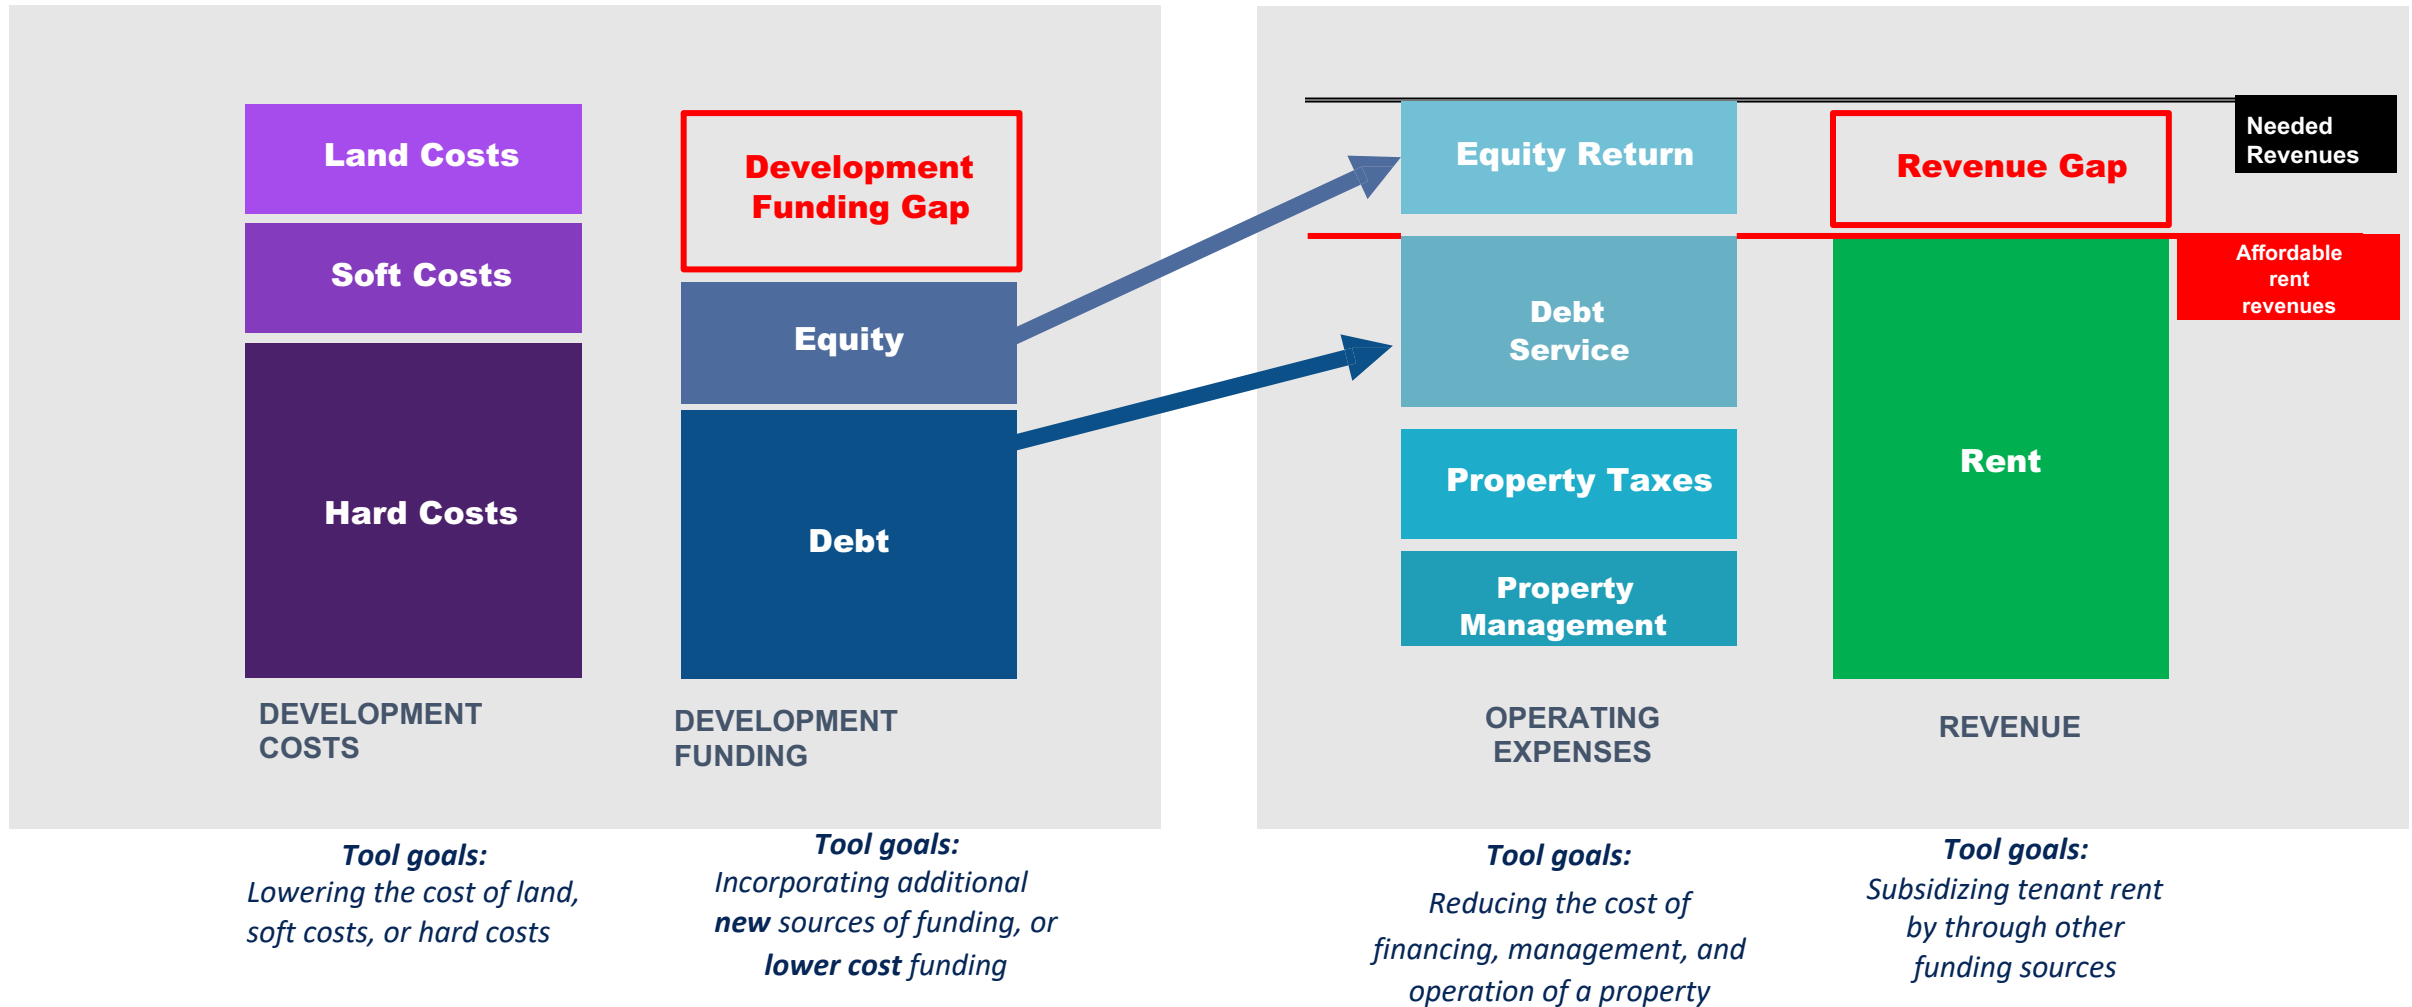 Land Costs
Soft Costs
Hard Costs
DEVELOPMENT
COSTS
Development
Funding Gap
Equity
Debt
DEVELOPMENT
FUNDING
Equity Return
Debt
Service
Property Taxes
Property
Management
OPERATING
EXPENSES
Revenue Gap
Rent
REVENUE
Needed
Revenues
Affordable
rent
revenues
Tool goals:
Lowering the cost of land,
soft costs, or hard costs
Tool goals:
Incorporating additional
new sources of funding, or
lower cost funding
Tool goals:
Reducing the cost of
financing, management, and
operation of a property
Tool goals:
Subsidizing tenant rent
by through other
funding sources